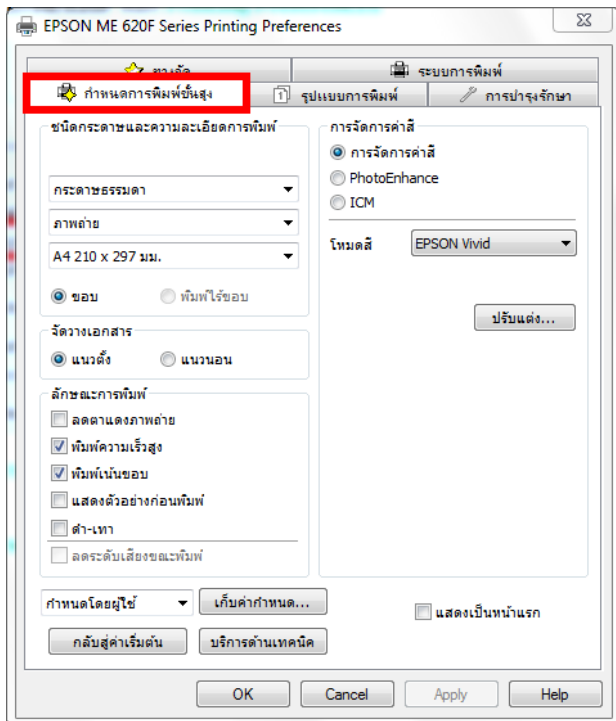 EPSON ME 620F Series Printing Preferences
ทางลัด
ระบบการพิมพ์
กำหนดการพิมพ์ชั้นสูง
1 รูปแบบการพิมพ์
การบำรุงรักษา
ชนิดกระดาษและความละเอียดการพิมพ์
กระดาษธรรมดา
ภาพถ่าย
A4 210 x 297 มม.
ขอบ
พิมพ์ไร้ขอบ
จัดวางเอกสาร
แนวตั้ง
แนวนอน
ลักษณะการพิมพ์
ลดตาแดงภาพถ่าย
พิมพ์ความเร็วสูง
พิมพ์เน้นขอบ
แสดงตัวอย่างก่อนพิมพ์
ดำ-เทา
ลดระดับเสียงขณะพิมพ์
การจัดการค่าสี
การจัดการค่าสี
PhotoEnhance
ICM
โหมดสี
EPSON Vivid
ปรับแต่ง...
กำหนดโดยผู้ใช้
เก็บค่ากำหนด...
แสดงเป็นหน้าแรก
กลับสู่ค่าเริ่มต้น
บริการด้านเทคนิค
OK
Cancel
Apply
Help